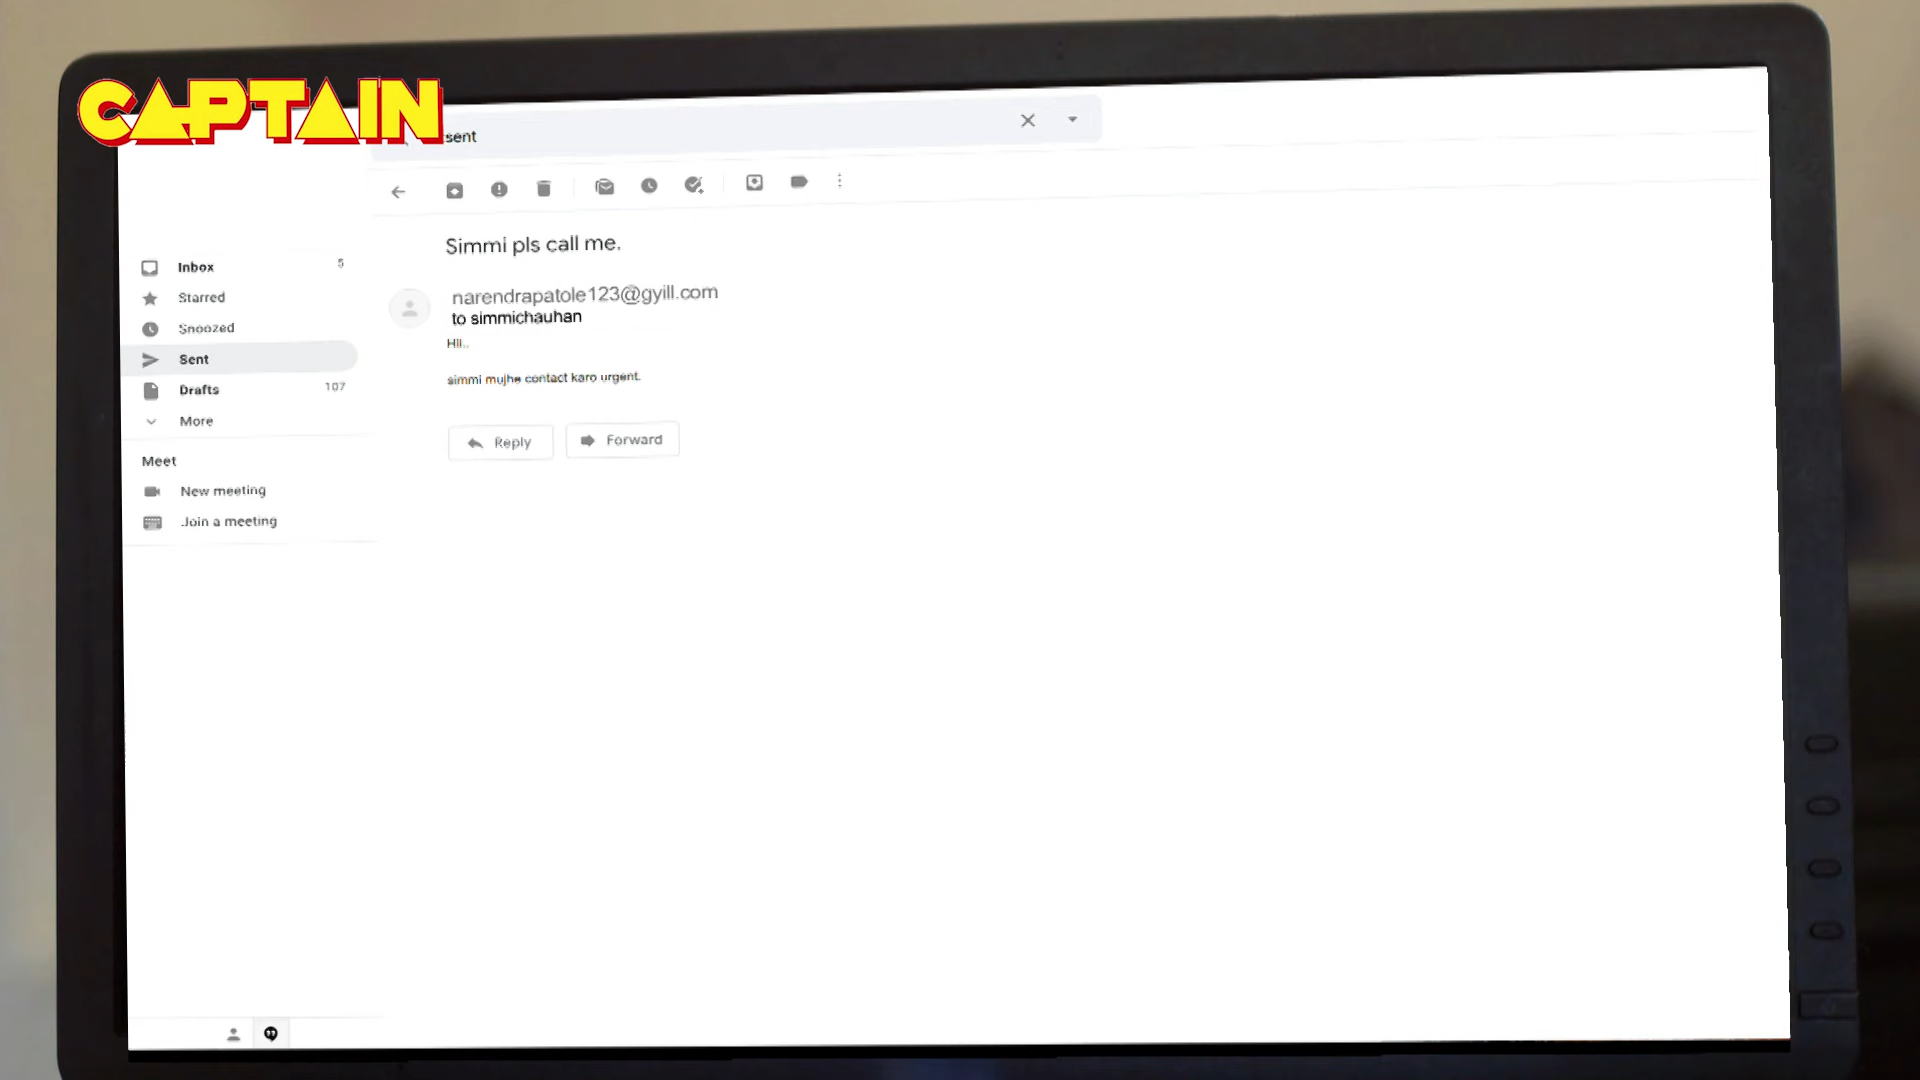 CAPTAIN
sent
Simmi pls call me.
narendrapatole123@gyill.com
to simmichauhan
HII..
simmi mujhe contact karo urgent.
Reply
Forward
Inbox 5
Starred
Snoozed
Sent
Drafts 107
More
Meet
New meeting
Join a meeting